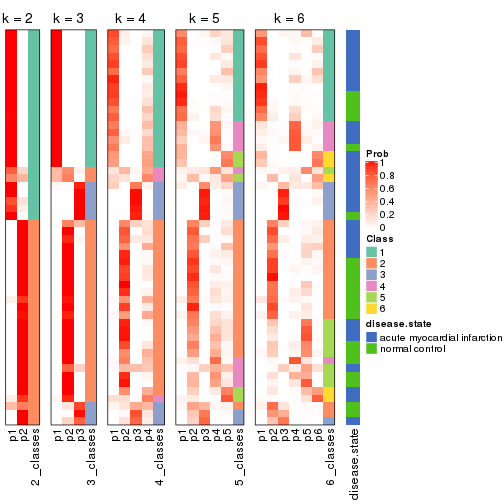 k = 2 k = 3 k = 4 k = 5 k = 6
Prob
1
0.8
0.6
0.4
0.2
0
Class
1
2
3
4
5
6
disease.state
acute myocardial infarction
normal control
p1 p2 2_classes p1 p2 p3 3_classes p1 p2 p3 p4 4_classes p1 p2 p3 p4 p5 5_classes p1 p2 p3 p4 p5 p6 6_classes disease.state